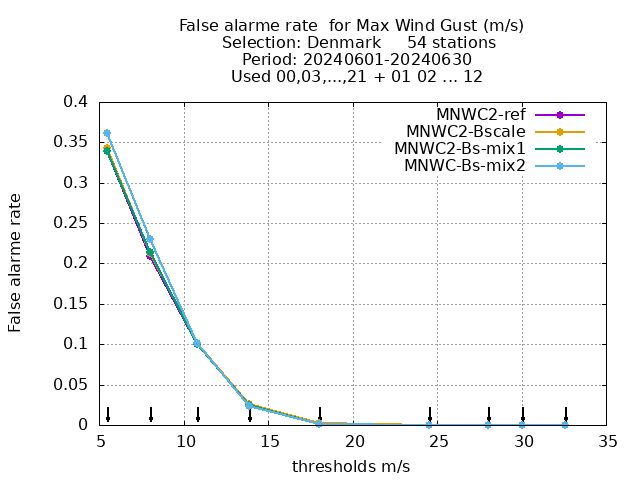 False alarme rate  for Max Wind Gust (m/s)
Selection: Denmark     54 stations
Period: 20240601-20240630
Used 00,03,...,21 + 01 02 ... 12
MNWC2-ref
MNWC2-Bscale
MNWC2-Bs-mix1
MNWC-Bs-mix2
False alarme rate
0.4
0.35
0.3
0.25
0.2
0.15
0.1
0.05
0
5 10 15 20 25 30 35
thresholds m/s